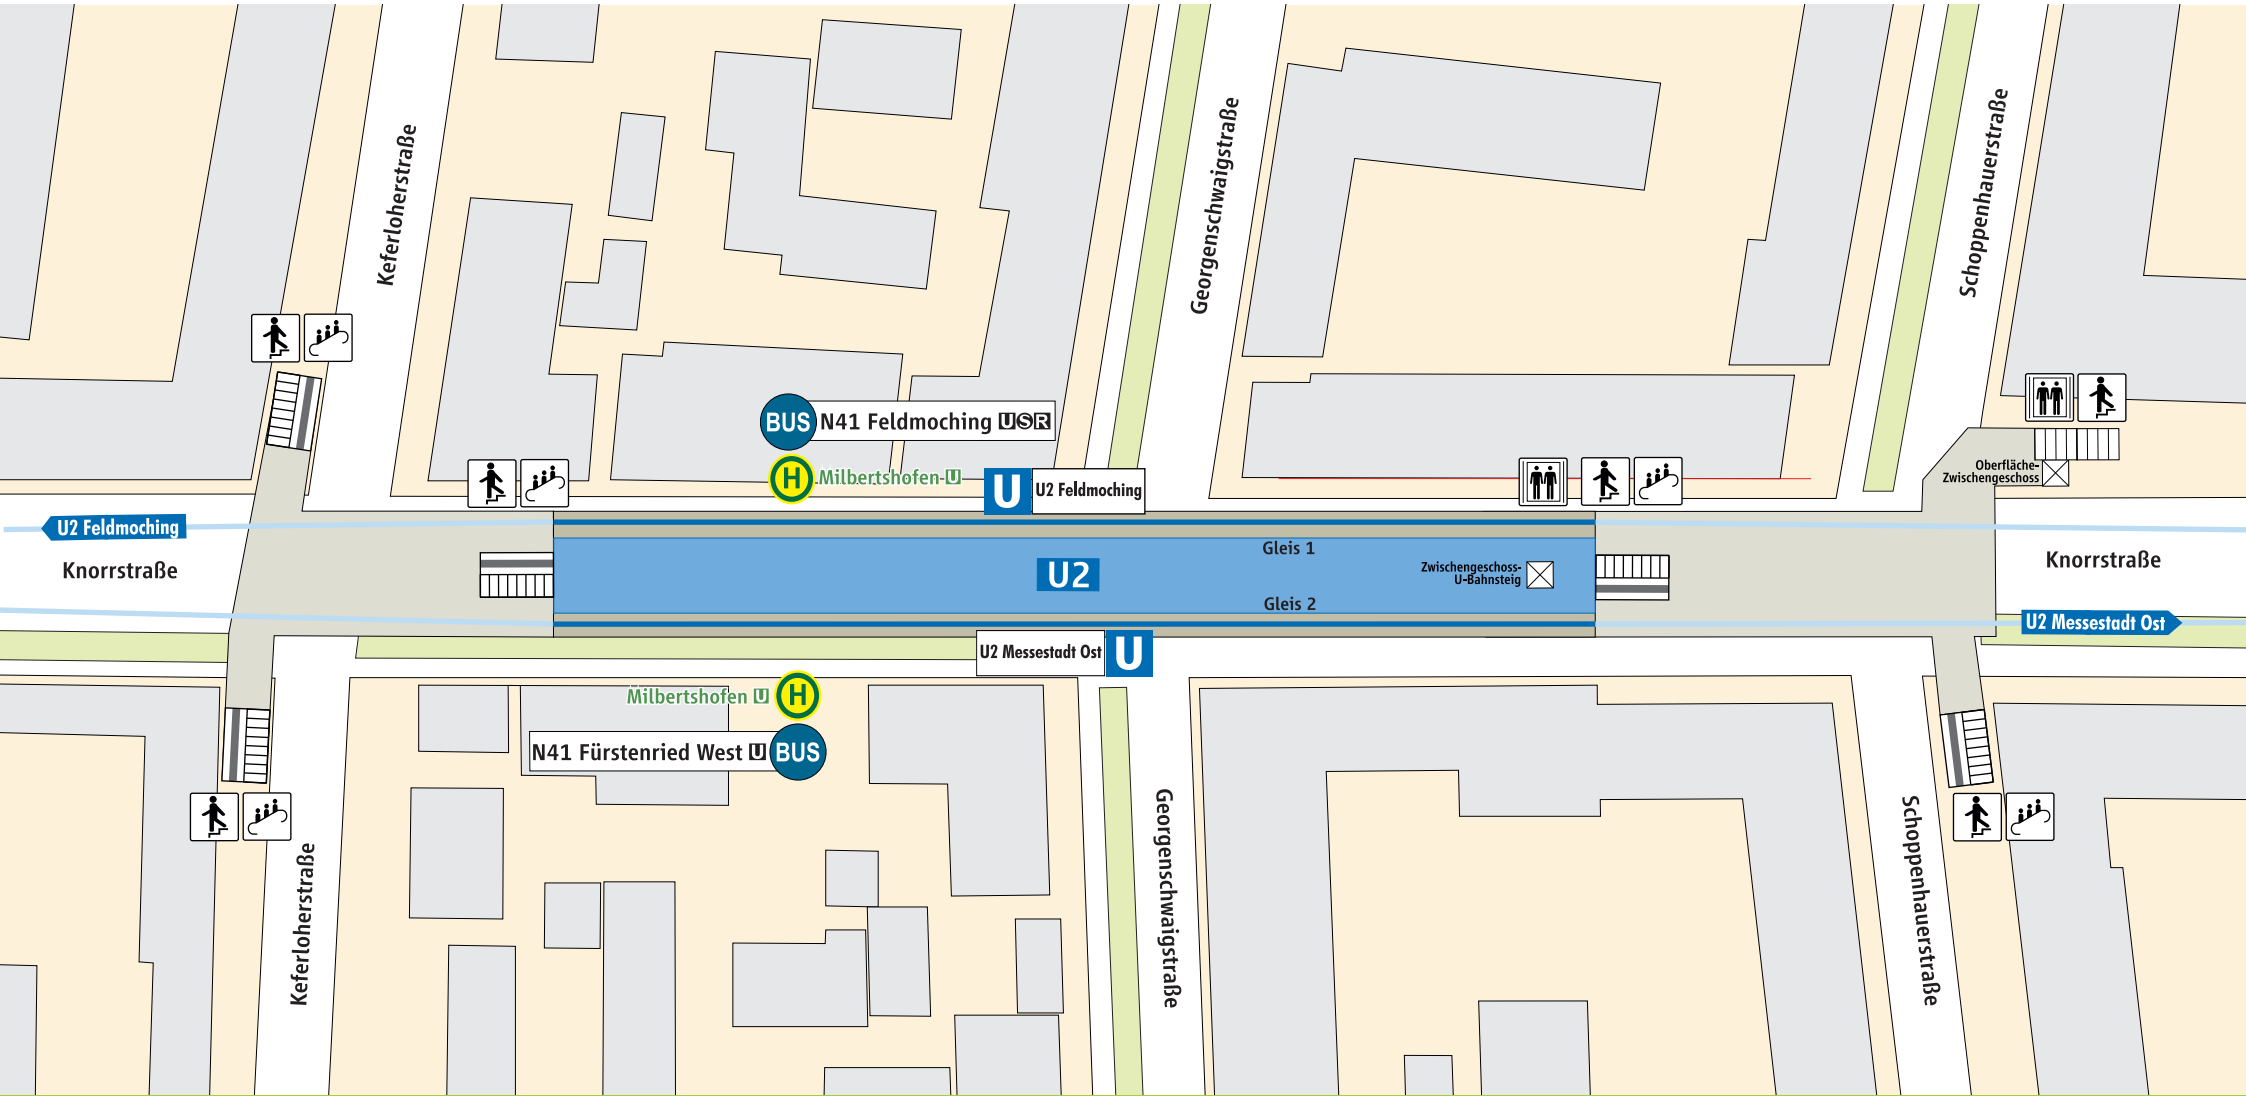 Keferloherstraße
Georgenschwaigstraße
Schoppenhauerstraße
BUS
N41 Feldmoching U S R
H
Milbertshofen U
U
U2 Feldmoching
Oberfläche-
Zwischengeschoss
U2 Feldmoching
Knorrstraße
Gleis 1
U2
Zwischengeschoss-
U-Bahnsteig
Gleis 2
Knorrstraße
U2 Messestadt Ost
U2 Messestadt Ost
U
Milbertshofen U
H
N41 Fürstenried West U
BUS
Keferloherstraße
Georgenschwaigstraße
Schoppenhauerstraße